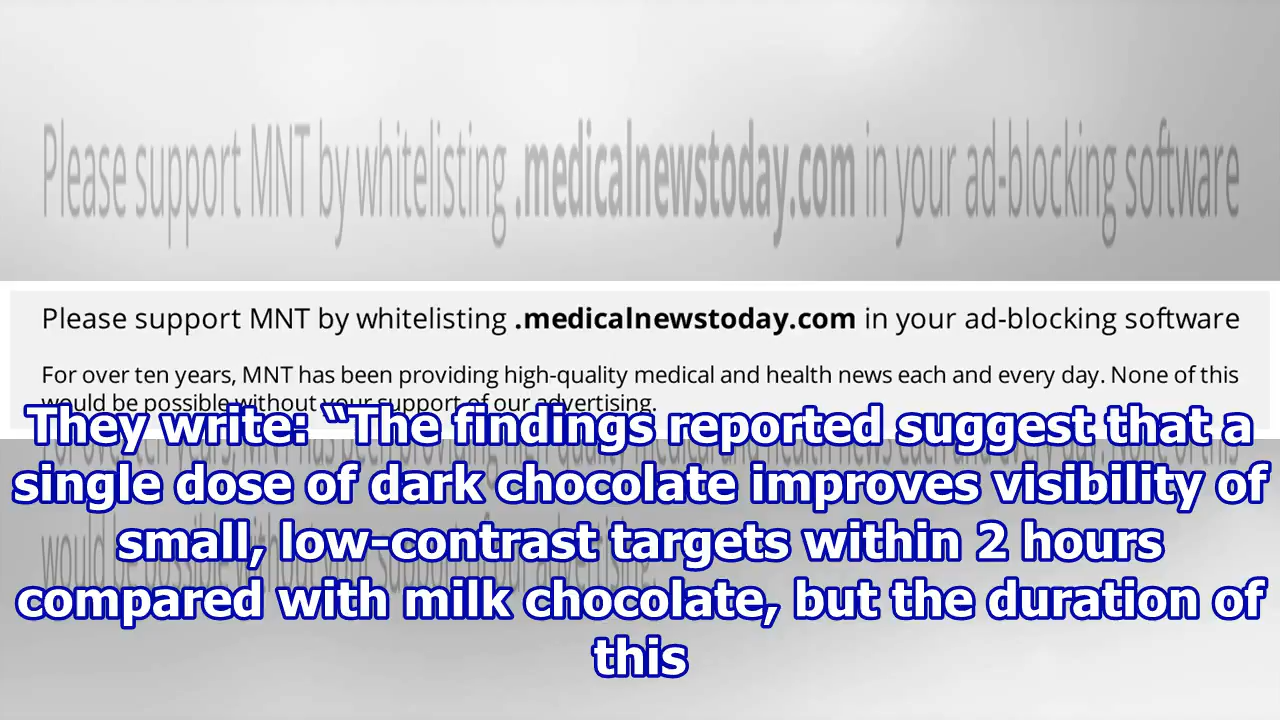 Please support MNT by whitelisting .medicalnewstoday.com in your ad-blocking software
Please support MNT by whitelisting .medicalnewstoday.com in your ad-blocking software
For over ten years, MNT has been providing high-quality medical and health news each and every day. None of this
would be possible without your support of our advertising.
They write: “The findings reported suggest that a
single dose of dark chocolate improves visibility of
small, low-contrast targets within 2 hours
compared with milk chocolate, but the duration of
this